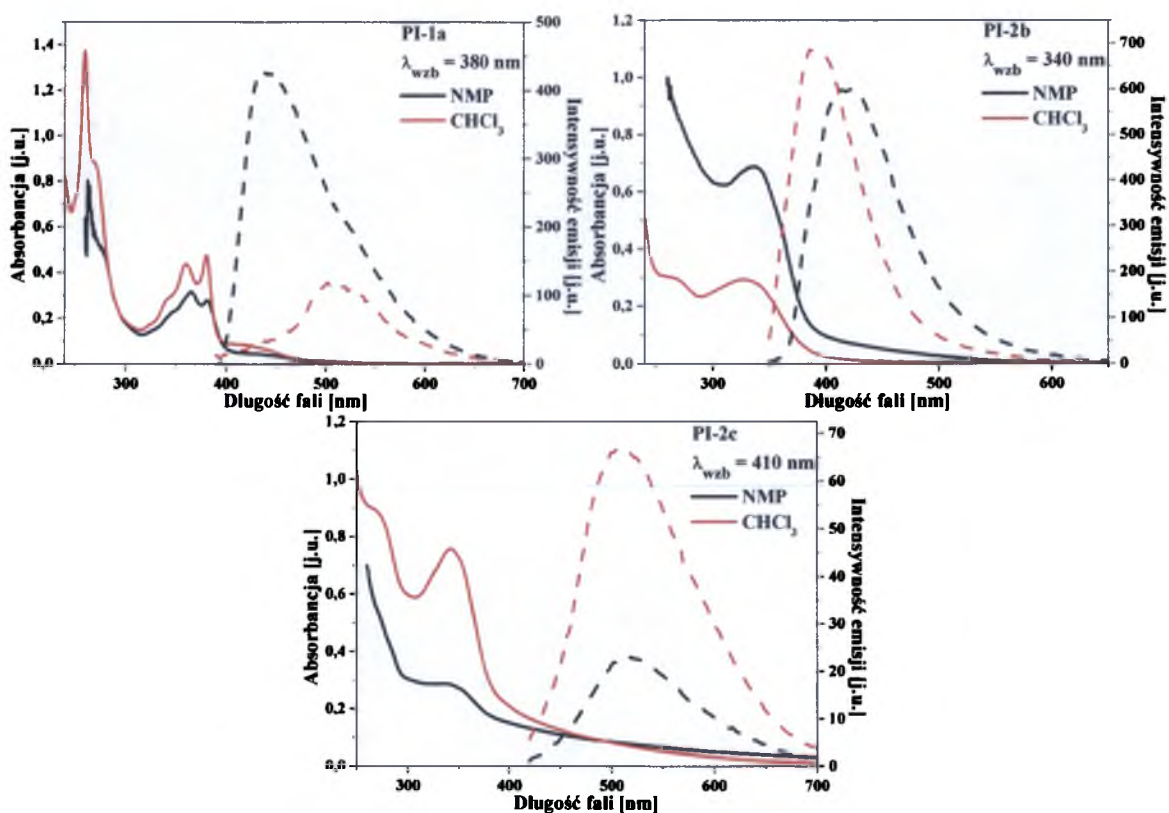 PI-1a
λwzb = 380 nm
NMP
CHCl3
Absorbancja [j.u.]
1,4
1,2
1,0
0,8
0,6
0,4
0,2
0,0
300
400
500
600
700
Długość fali [nm]
500
400
300
200
100
0
Intensywność emisji [j.u.]
PI-2b
λwzb = 340 nm
NMP
CHCl3
Absorbancja [j.u.]
1,2
1,0
0,8
0,6
0,4
0,2
0,0
300
400
500
600
Długość fali [nm]
700
600
500
400
300
200
100
0
Intensywność emisji [j.u.]
PI-2c
λwzb = 410 nm
NMP
CHCl3
Absorbancja [j.u.]
1,2
1,0
0,8
0,6
0,4
0,2
0,0
300
400
500
600
700
Długość fali [nm]
70
60
50
40
30
20
10
0
Intensywność emisji [j.u.]